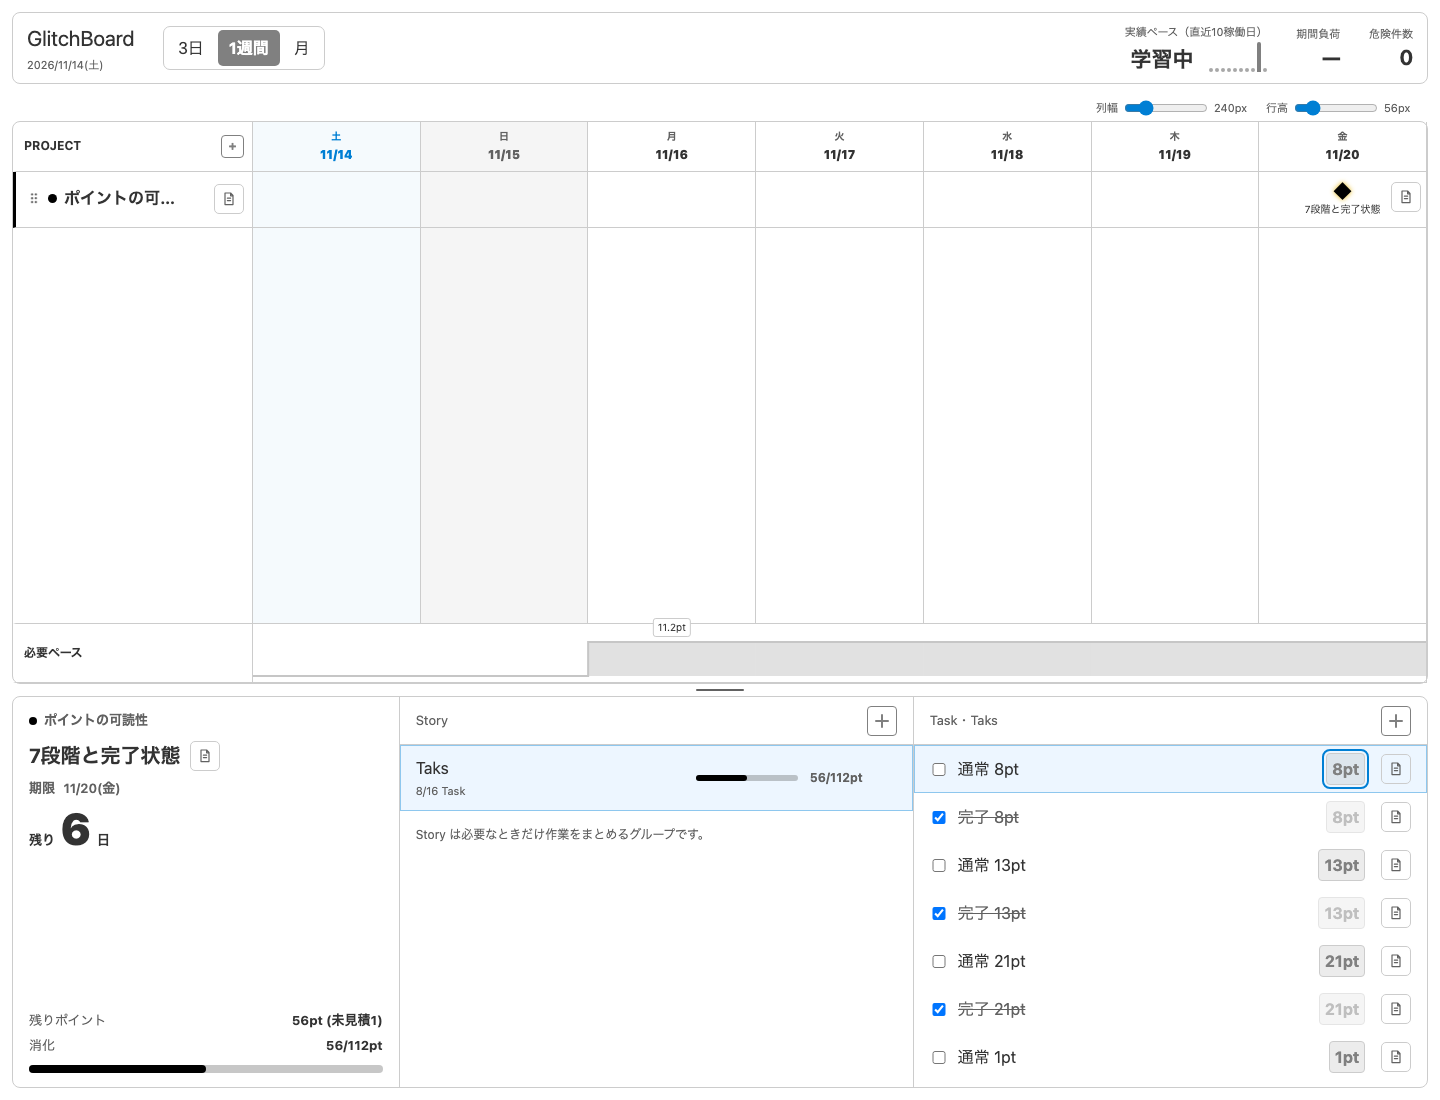 GlitchBoard
2026/11/14(土)
3日 1週間 月
実績ペース（直近10稼働日）
学習中
期間負荷
—
危険件数
0
列幅 240px 行高 56px
PROJECT +
土
11/14
日
11/15
月
11/16
火
11/17
水
11/18
木
11/19
金
11/20
ポイントの可...
7段階と完了状態
必要ペース
11.2pt
ポイントの可読性
7段階と完了状態
期限 11/20(金)
残り 6 日
残りポイント 56pt (未見積1)
消化 56/112pt
Story
Taks
8/16 Task
56/112pt
Story は必要なときだけ作業をまとめるグループです。
Task・Taks
通常 8pt 8pt
完了 8pt 8pt
通常 13pt 13pt
完了 13pt 13pt
通常 21pt 21pt
完了 21pt 21pt
通常 1pt 1pt